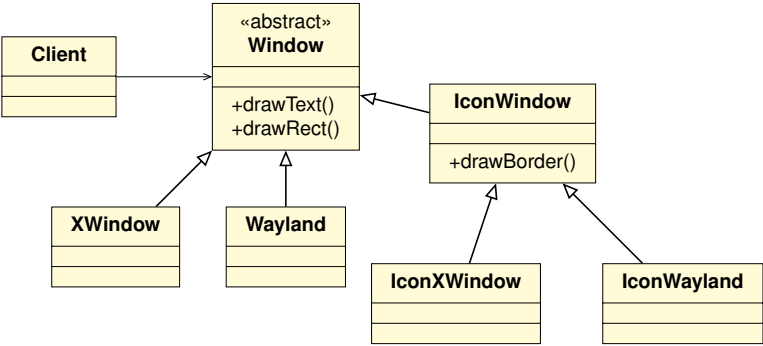 «abstract»
Window
+drawText()
+drawRect()
Client
IconWindow
+drawBorder()
XWindow
Wayland
IconXWindow
IconWayland